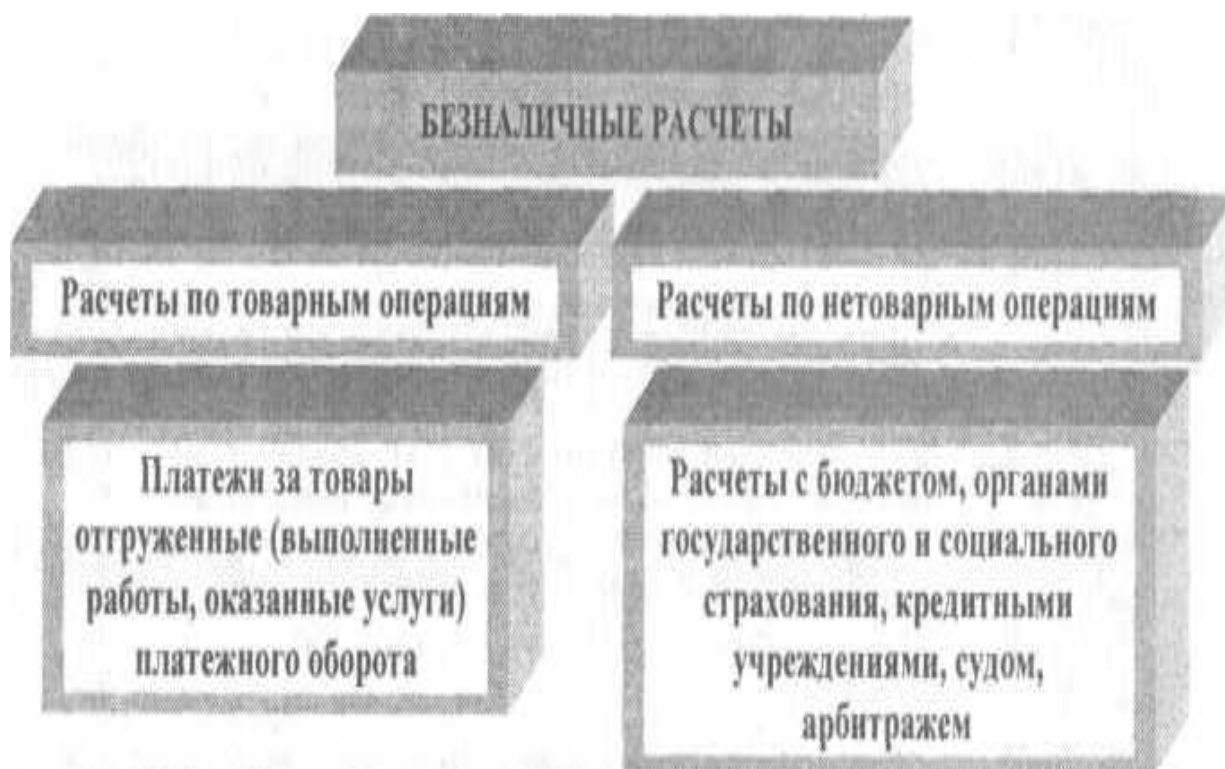 БЕЗНАЛИЧНЫЕ РАСЧЕТЫ
Расчеты по товарным операциям
Расчеты по нетоварным операциям
Платежи за товары
отгруженные (выполненные
работы, оказанные услуги)
платежного оборота
Расчеты с бюджетом, органами
государственного и социального
страхования, кредитными
учреждениями, судом,
арбитражем